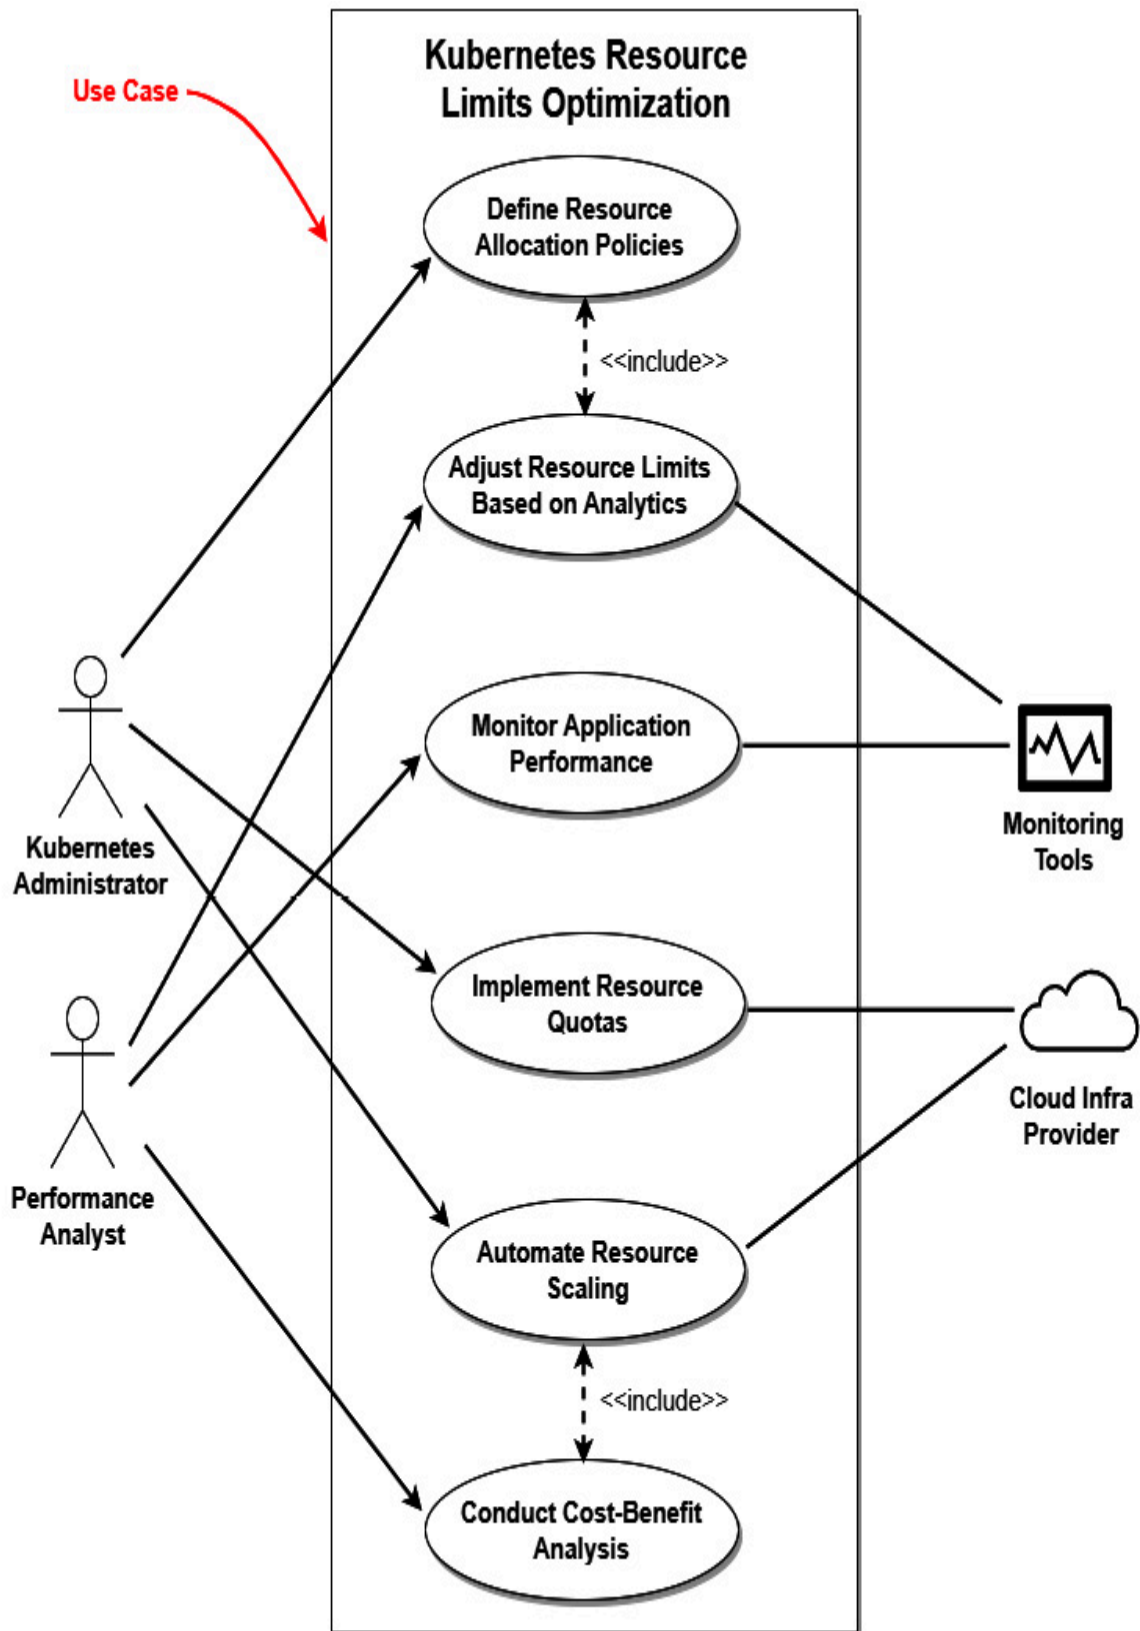 Kubernetes Resource
Limits Optimization
Use Case
Define Resource
Allocation Policies
<<include>>
Adjust Resource Limits
Based on Analytics
Monitor Application
Performance
Kubernetes
Administrator
Monitoring
Tools
Implement Resource
Quotas
Cloud Infra
Provider
Performance
Analyst
Automate Resource
Scaling
<<include>>
Conduct Cost-Benefit
Analysis